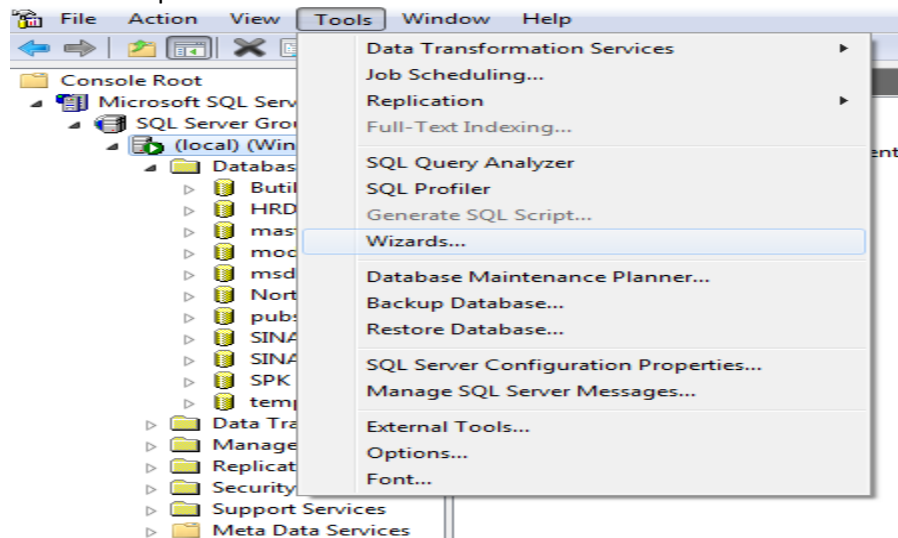 File Action View Tools Window Help
Data Transformation Services
Job Scheduling...
Replication
Full-Text Indexing...
SQL Query Analyzer
SQL Profiler
Generate SQL Script...
Wizards...
Database Maintenance Planner...
Backup Database...
Restore Database...
SQL Server Configuration Properties...
Manage SQL Server Messages...
External Tools...
Options...
Font...
Console Root
Microsoft SQL Serv
SQL Server Gro
(local) (Win
Databas
Butil
HRD
mas
mod
msd
Nort
pubs
SINA
SINA
SPK
temp
Data Tra
Manage
Replicat
Security
Support Services
Meta Data Services
ent